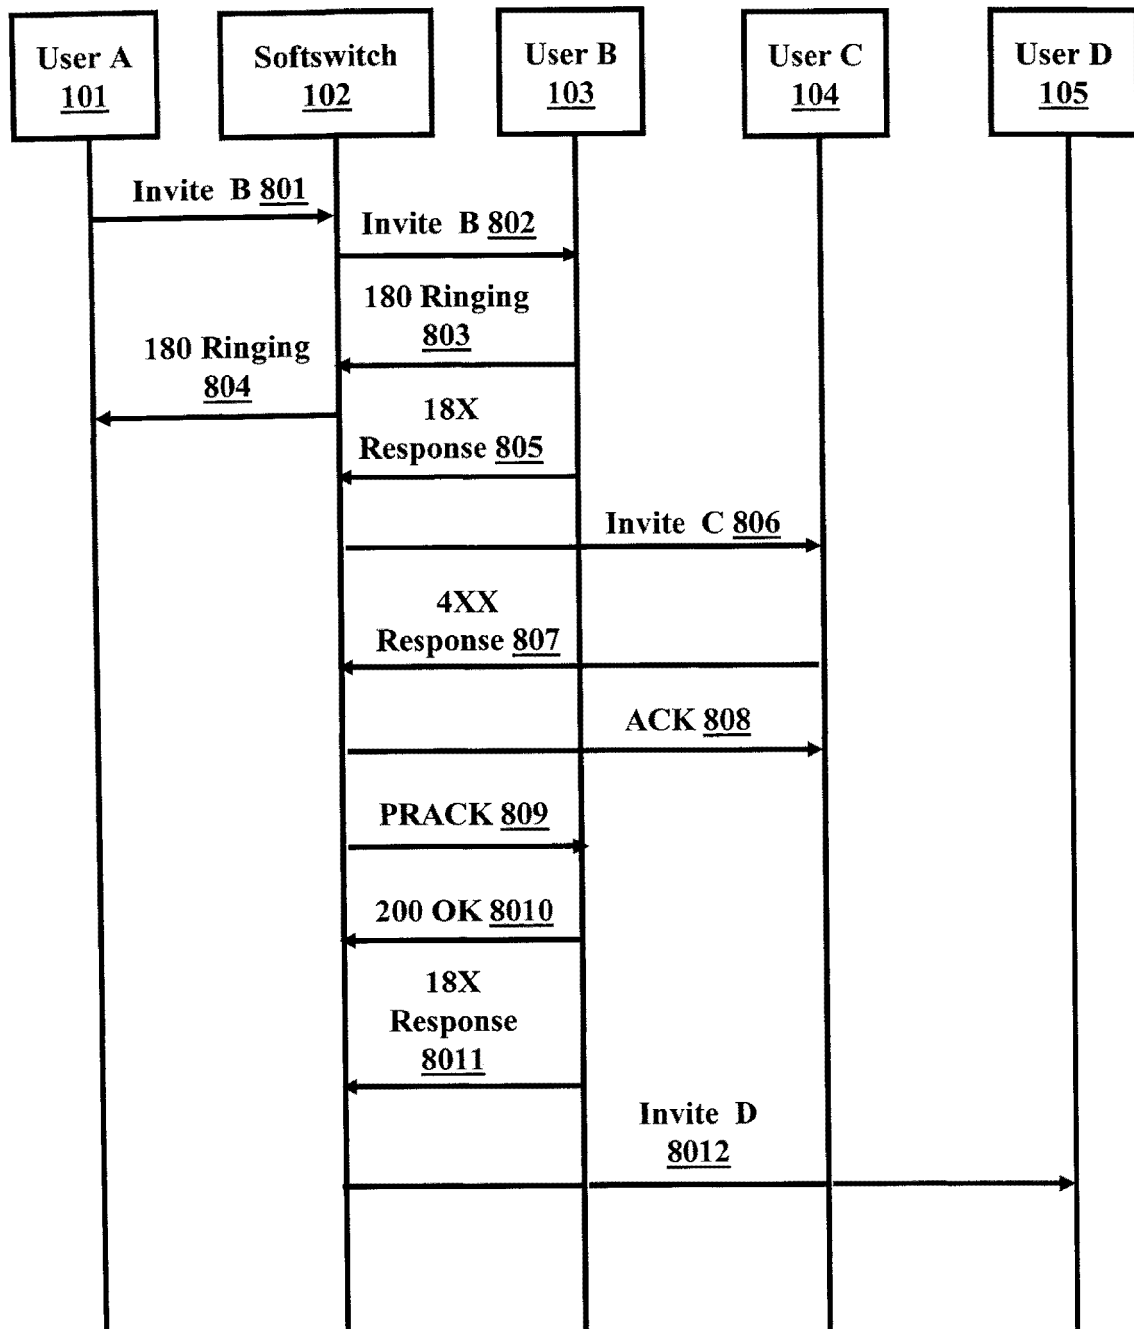 User A
101
Softswitch
102
User B
103
User C
104
User D
105
Invite B 801
Invite B 802
180 Ringing
803
180 Ringing
804
18X
Response 805
Invite C 806
4XX
Response 807
ACK 808
PRACK 809
200 OK 8010
18X
Response
8011
Invite D
8012